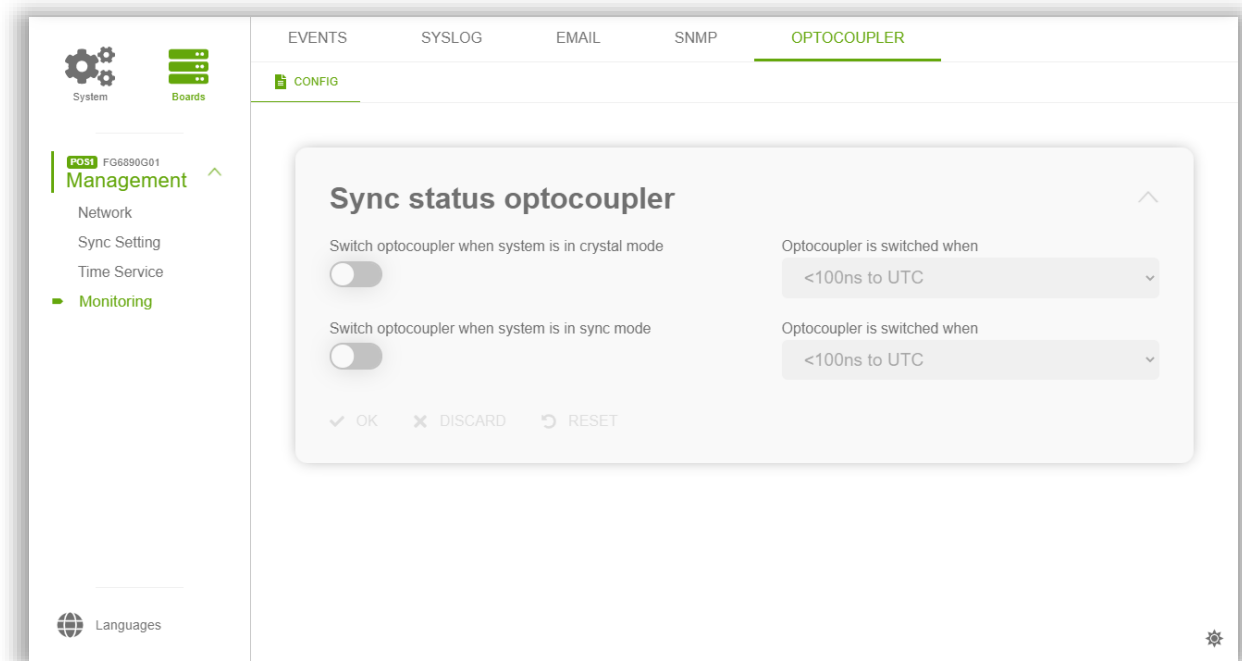 System
Boards
POS1 FG6890G01
Management
Network
Sync Setting
Time Service
Monitoring
Languages
EVENTS SYSLOG EMAIL SNMP OPTOCOUPLER
CONFIG
Sync status optocoupler
Switch optocoupler when system is in crystal mode
Optocoupler is switched when
<100ns to UTC
Switch optocoupler when system is in sync mode
Optocoupler is switched when
<100ns to UTC
OK DISCARD RESET